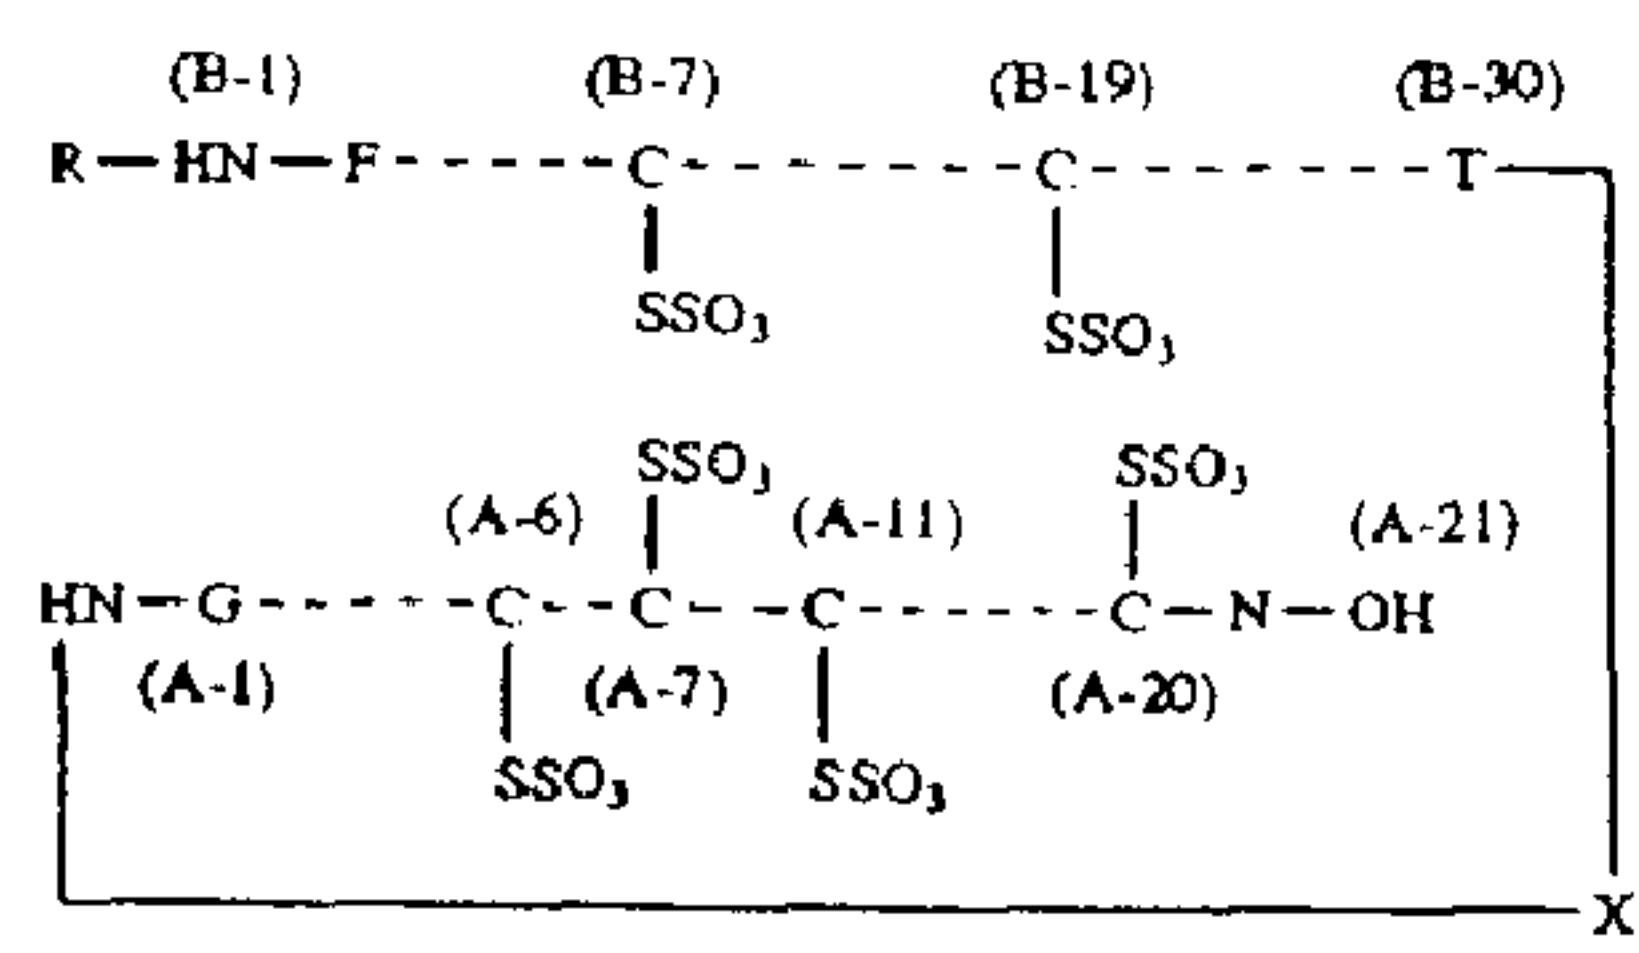 (B-1) (B-7) (B-19) (B-30)
R—HN—F-------C--------C-------T
SSO₃ SSO₃
SSO₃ SSO₃
(A-6) (A-11) (A-21)
HN—G------C---C---C------C—N—OH
(A-1) (A-7) (A-20)
SSO₃ SSO₃
X